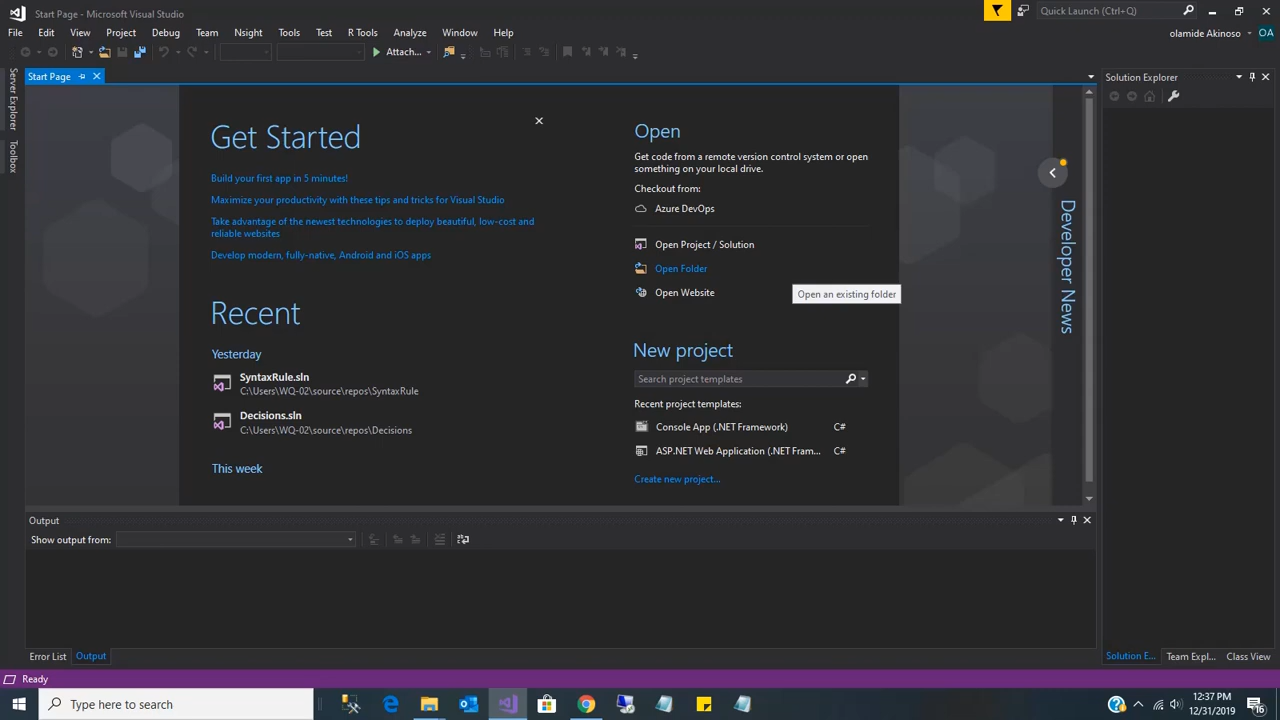 Start Page - Microsoft Visual Studio
Quick Launch (Ctrl+Q)
File Edit View Project Debug Team Nsight Tools Test R Tools Analyze Window Help
olamide Akinoso OA
Attach...
Start Page
Solution Explorer
Server Explorer
Toolbox
Get Started
Build your first app in 5 minutes!
Maximize your productivity with these tips and tricks for Visual Studio
Take advantage of the newest technologies to deploy beautiful, low-cost and
reliable websites
Develop modern, fully-native, Android and iOS apps
Recent
Yesterday
SyntaxRule.sln
C:\Users\WQ-02\source\repos\SyntaxRule
Decisions.sln
C:\Users\WQ-02\source\repos\Decisions
This week
Open
Get code from a remote version control system or open
something on your local drive.
Checkout from:
Azure DevOps
Open Project / Solution
Open Folder
Open Website
Open an existing folder
New project
Search project templates
Recent project templates:
Console App (.NET Framework) C#
ASP.NET Web Application (.NET Fram... C#
Create new project...
Developer News
Output
Show output from:
Error List Output
Solution E... Team Expl... Class View
Ready
Type here to search
12:37 PM
12/31/2019
16